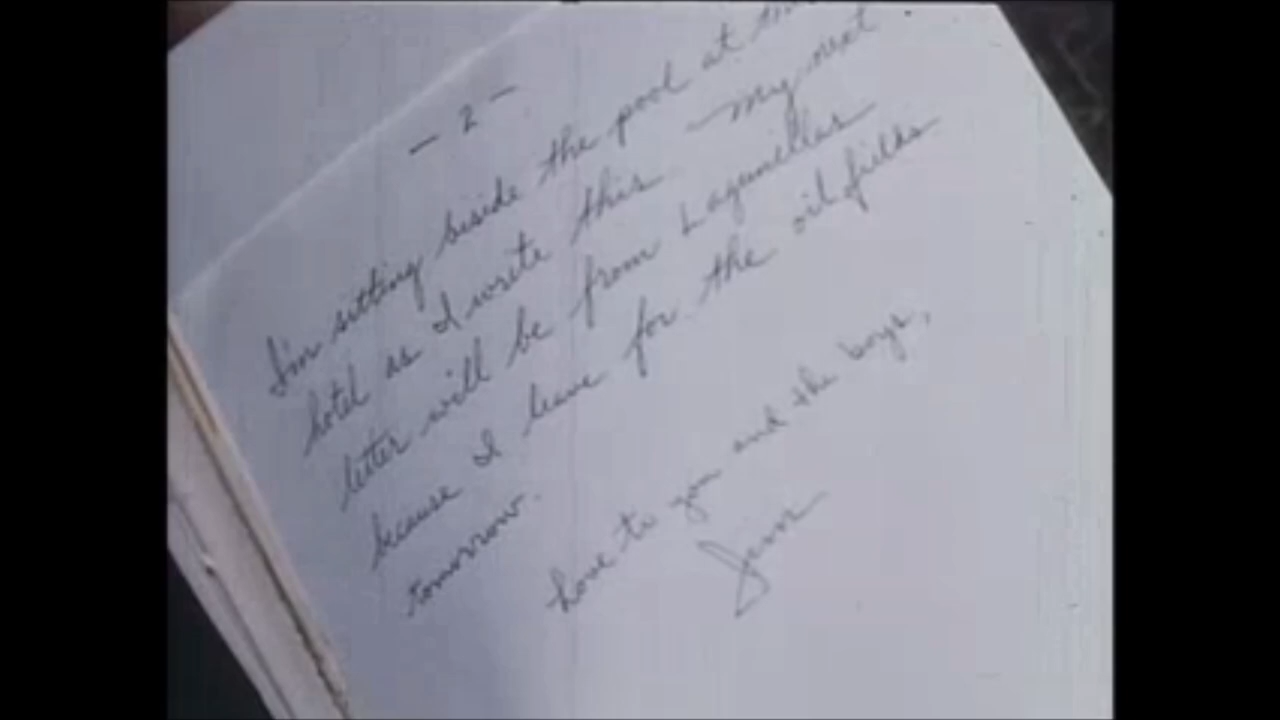 — 2 —
I'm sitting beside the pool at the
hotel as I write this. My next
letter will be from Lagunillas
because I leave for the oil fields
tomorrow.
Love to you and the boys,
Jim